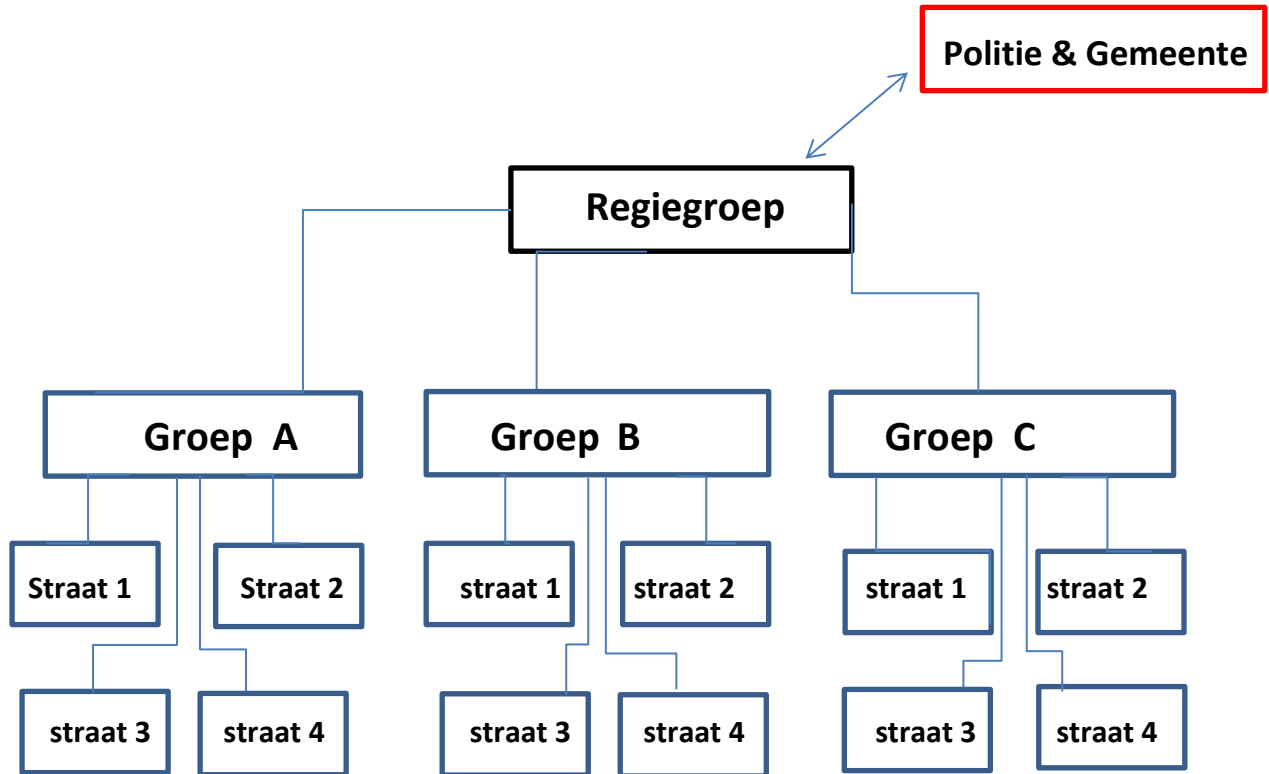 Politie & Gemeente
Regiegroep
Groep A
Groep B
Groep C
Straat 1
Straat 2
straat 1
straat 2
straat 1
straat 2
straat 3
straat 4
straat 3
straat 4
straat 3
straat 4